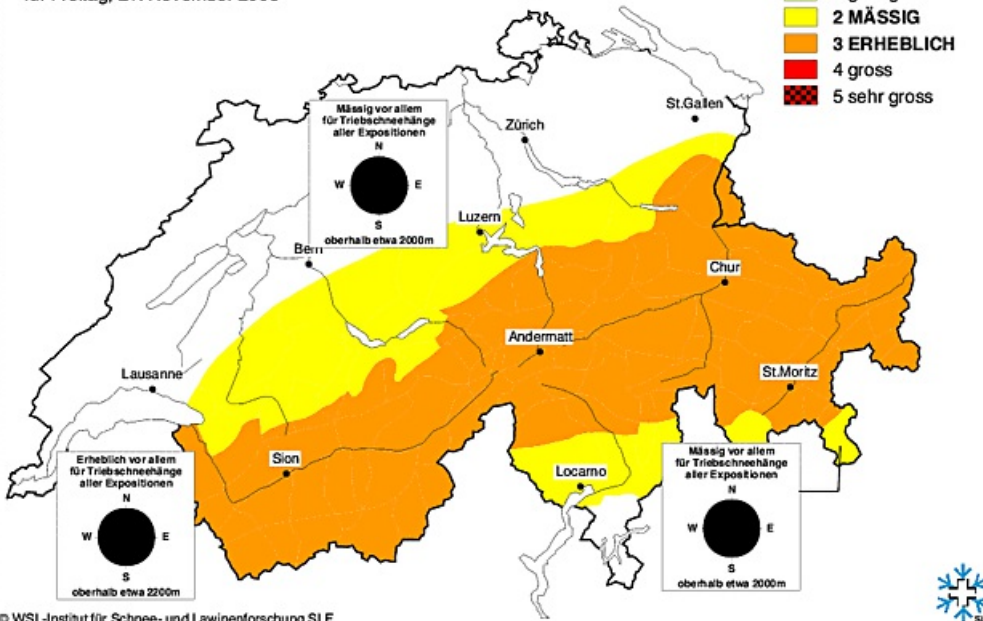 2 MÄSSIG
3 ERHEBLICH
4 gross
5 sehr gross
St.Gallen
Zürich
Mässig vor allem
für Triebschneehänge
aller Expositionen
N
W E
S
oberhalb etwa 2000m
Luzern
Bern
Chur
Andermatt
Lausanne
St.Moritz
Sion
Locarno
Erheblich vor allem
für Triebschneehänge
aller Expositionen
N
W E
S
oberhalb etwa 2200m
Mässig vor allem
für Triebschneehänge
aller Expositionen
N
W E
S
oberhalb etwa 2000m
© WSL-Institut für Schnee- und Lawinenforschung SLF